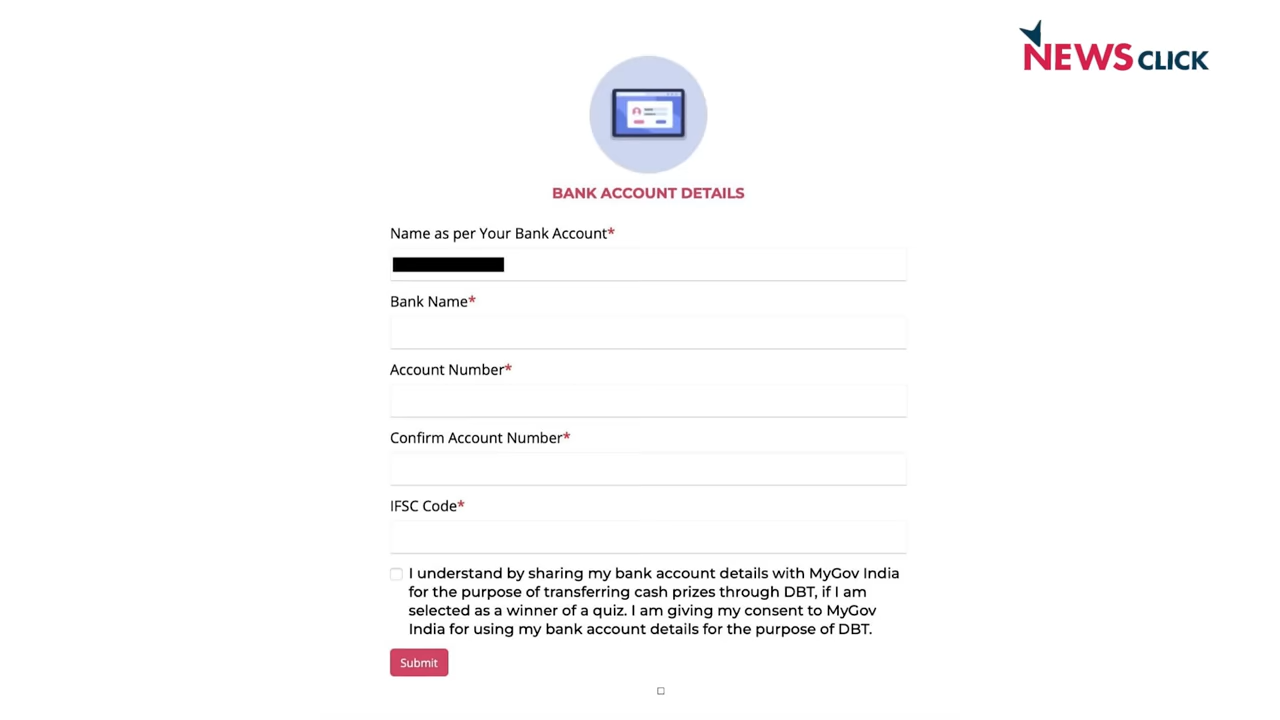 NEWS CLICK
BANK ACCOUNT DETAILS
Name as per Your Bank Account*
Bank Name*
Account Number*
Confirm Account Number*
IFSC Code*
I understand by sharing my bank account details with MyGov India
for the purpose of transferring cash prizes through DBT, if I am
selected as a winner of a quiz. I am giving my consent to MyGov
India for using my bank account details for the purpose of DBT.
Submit